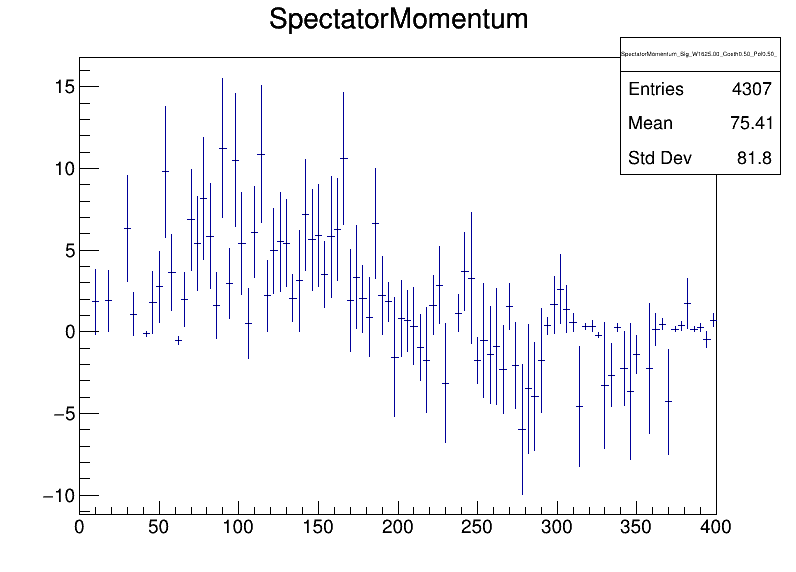 SpectatorMomentum
SpectatorMomentum_Sig_W1625.00_Costh0.50_Pol0.50_
Entries 4307
Mean 75.41
Std Dev 81.8
15
10
5
0
−5
−10
0 50 100 150 200 250 300 350 400